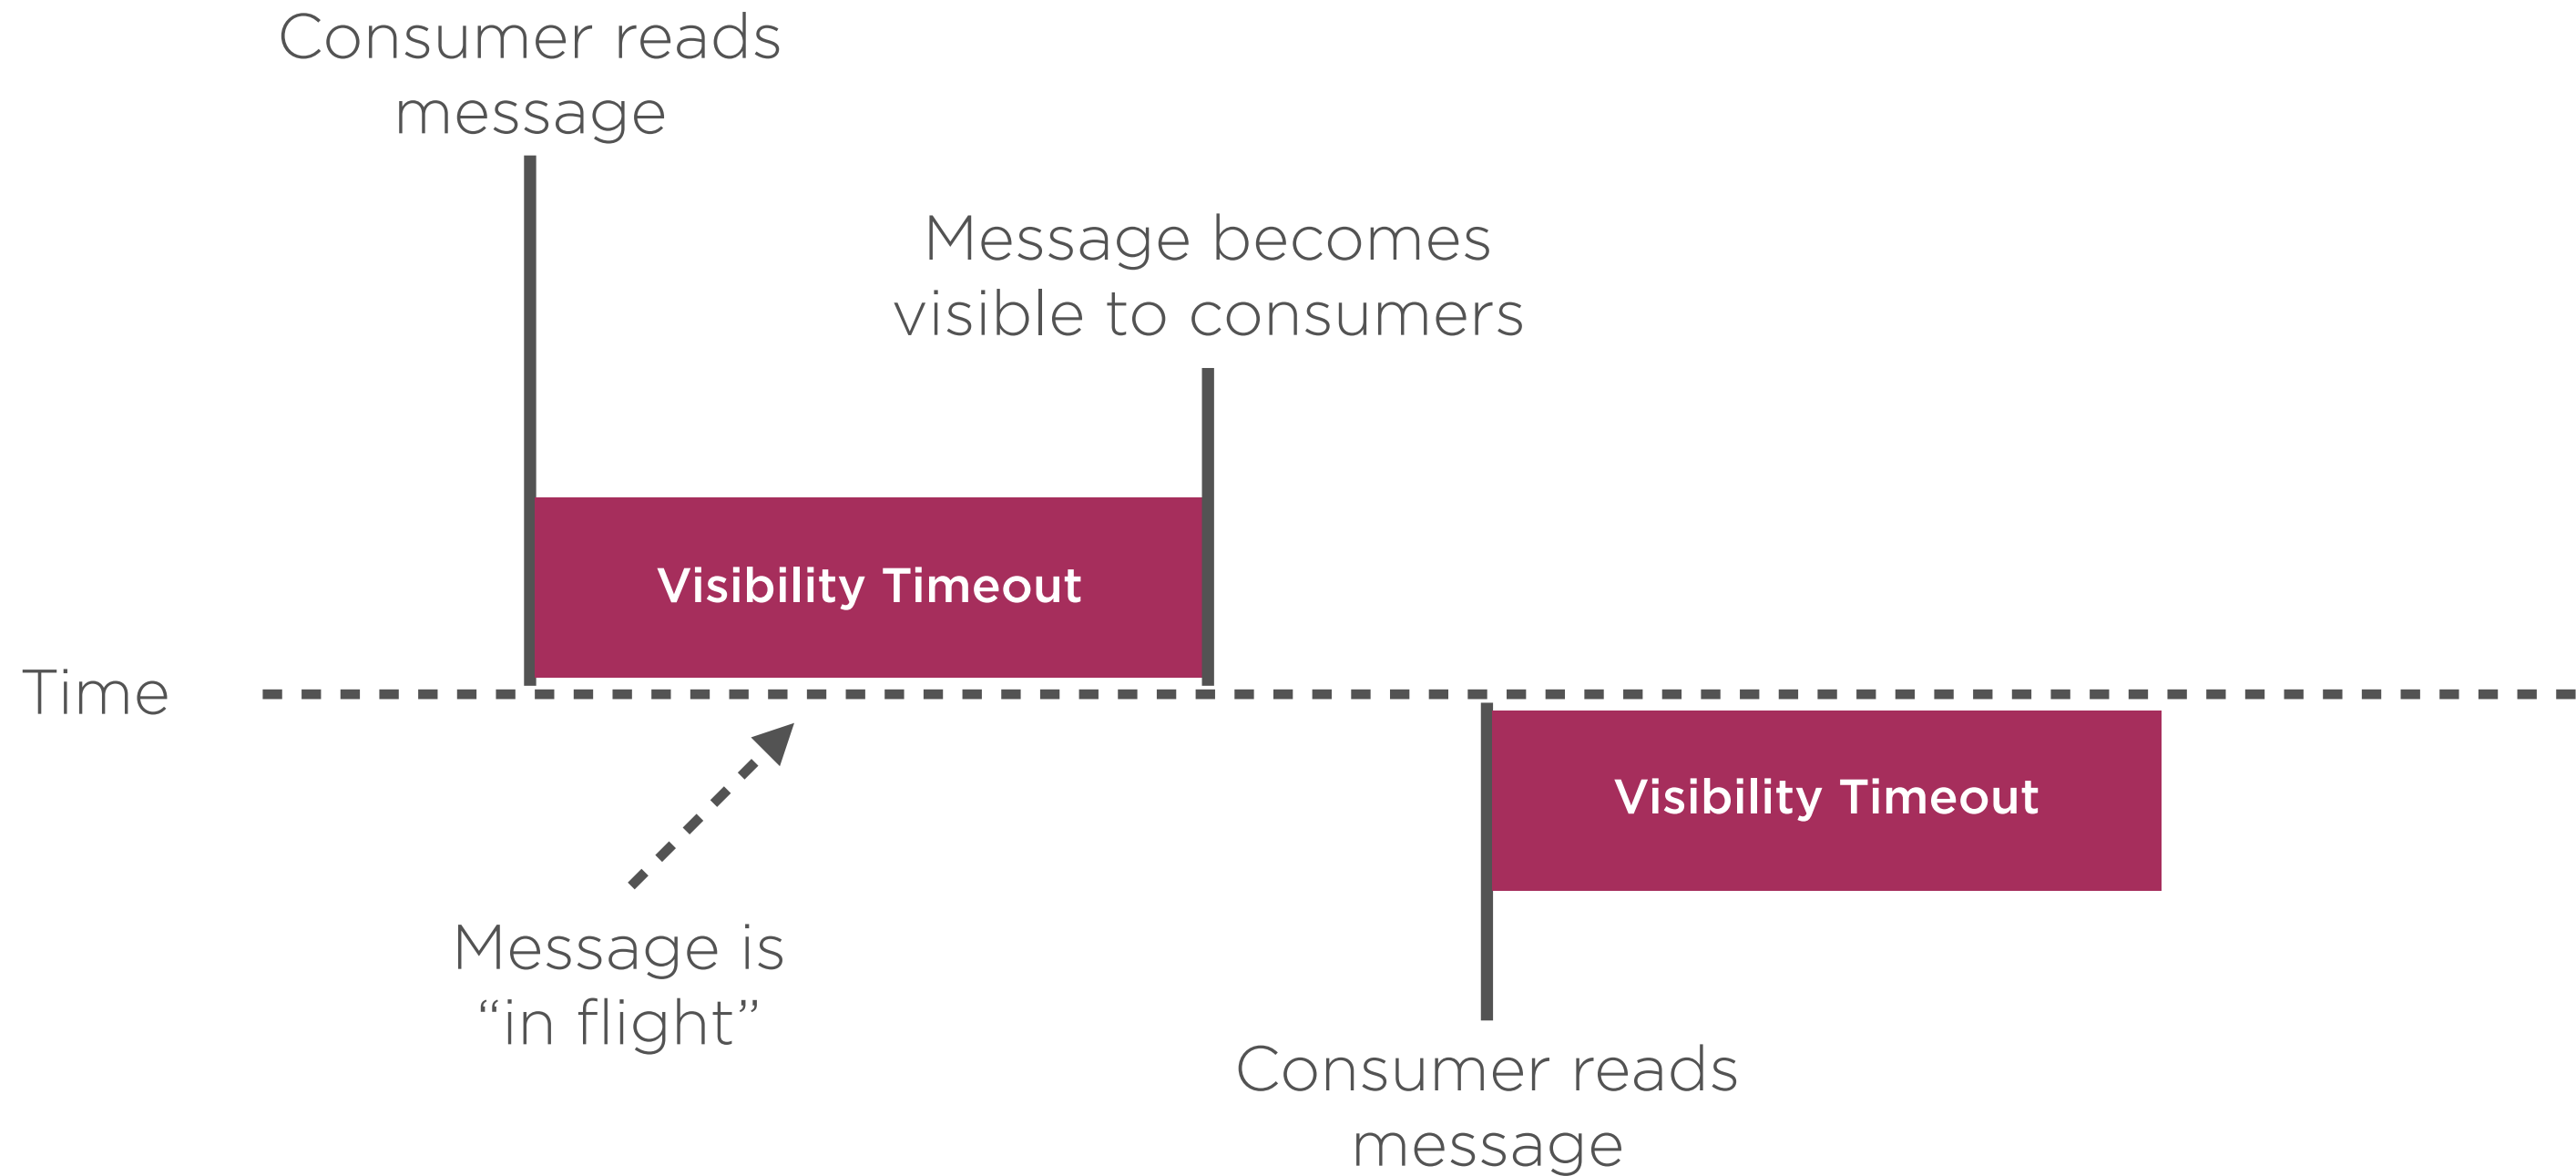 Consumer reads
message
Message becomes
visible to consumers
Visibility Timeout
Time
Visibility Timeout
Message is
“in flight”
Consumer reads
message